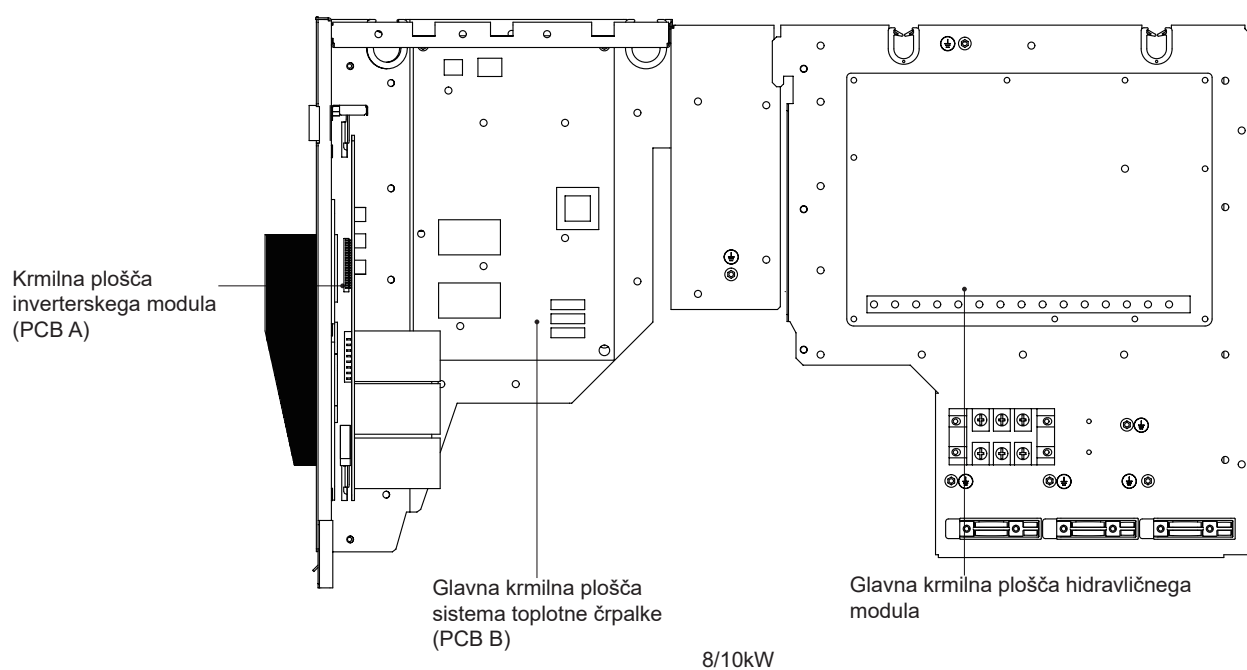 Krmilna plošča
inverterskega modula
(PCB A)
Glavna krmilna plošča
sistema toplotne črpalke
(PCB B)
Glavna krmilna plošča hidravličnega
modula
8/10kW